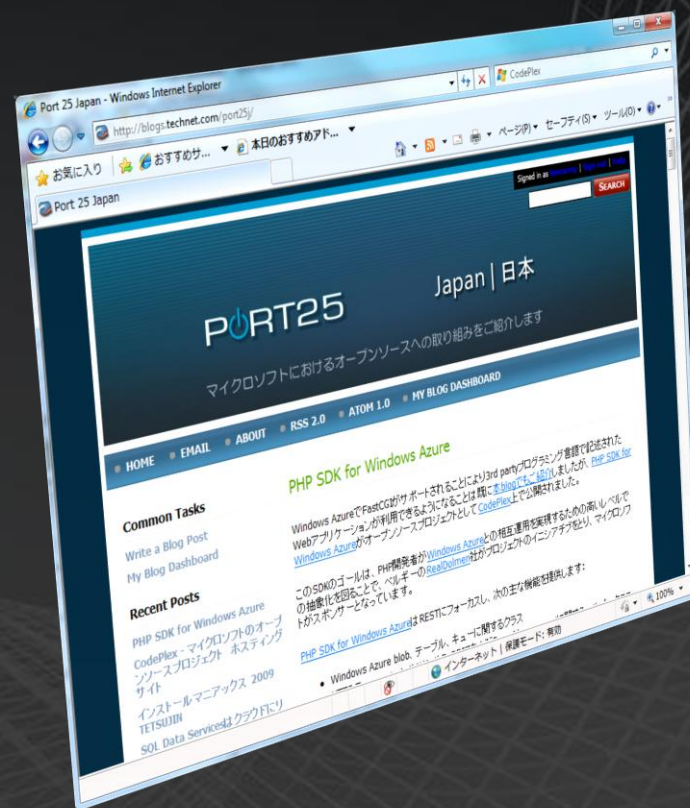 Port 25 Japan - Windows Internet Explorer
http://blogs.technet.com/port25j/
CodePlex
お気に入り
おすすめサ...
本日のおすすめアド...
ページ(P)
セーフティ(S)
ツール(O)
Port 25 Japan
Signed in as
SEARCH
PORT25
Japan | 日本
マイクロソフトにおけるオープンソースへの取り組みをご紹介します
HOME
EMAIL
ABOUT
RSS 2.0
ATOM 1.0
MY BLOG DASHBOARD
Common Tasks
Write a Blog Post
My Blog Dashboard
Recent Posts
PHP SDK for Windows Azure
CodePlex - マイクロソフトのオープ
ンソースプロジェクト ホスティング
サイト
インストールマニアックス 2009
TETSUJIN
SQL Data Servicesはクラウドにリ
PHP SDK for Windows Azure
Windows AzureでFastCGIがサポートされることにより3rd partyプログラミング言語で記述された
Webアプリケーションが利用できるようになることは既に本blogでもご紹介しましたが、PHP SDK for
Windows Azureがオープンソースプロジェクトとして CodePlex上で公開されました。
このSDKのゴールは、PHP開発者がWindows Azureとの相互運用を実現するための高いレベルで
の抽象化を図ることで、ベルギーのRealDolmen社がプロジェクトのイニシアチブをとり、マイクロソフ
トがスポンサーとなっています。
PHP SDK for Windows AzureはRESTにフォーカスし、次の主な機能を提供します:
Windows Azure blob, テーブル、キューに関するクラス
インターネット | 保護モード: 有効
100%